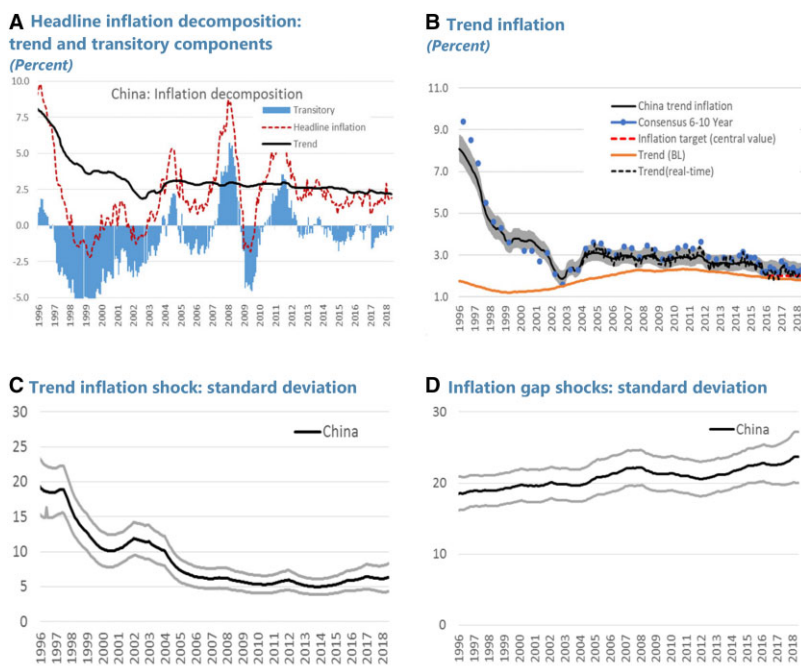 A Headline inflation decomposition:
trend and transitory components
(Percent)
China: Inflation decomposition
Transitory
Headline inflation
Trend
10.0
7.5
5.0
2.5
0.0
-2.5
-5.0
1996 1997 1998 1999 2000 2001 2002 2003 2004 2005 2006 2007 2008 2009 2010 2011 2012 2013 2014 2015 2016 2017 2018
B Trend inflation
(Percent)
11.0
9.0
7.0
5.0
3.0
1.0
China trend inflation
Consensus 6-10 Year
Inflation target (central value)
Trend (BL)
Trend(real-time)
1996 1997 1998 1999 2000 2001 2002 2003 2004 2005 2006 2007 2008 2009 2010 2011 2012 2013 2014 2015 2016 2017 2018
C Trend inflation shock: standard deviation
30
25
20
15
10
5
0
China
1996 1997 1998 1999 2000 2001 2002 2003 2004 2005 2006 2007 2008 2009 2010 2011 2012 2013 2014 2015 2016 2017 2018
D Inflation gap shocks: standard deviation
30
20
10
0
China
1996 1997 1998 1999 2000 2001 2002 2003 2004 2005 2006 2007 2008 2009 2010 2011 2012 2013 2014 2015 2016 2017 2018